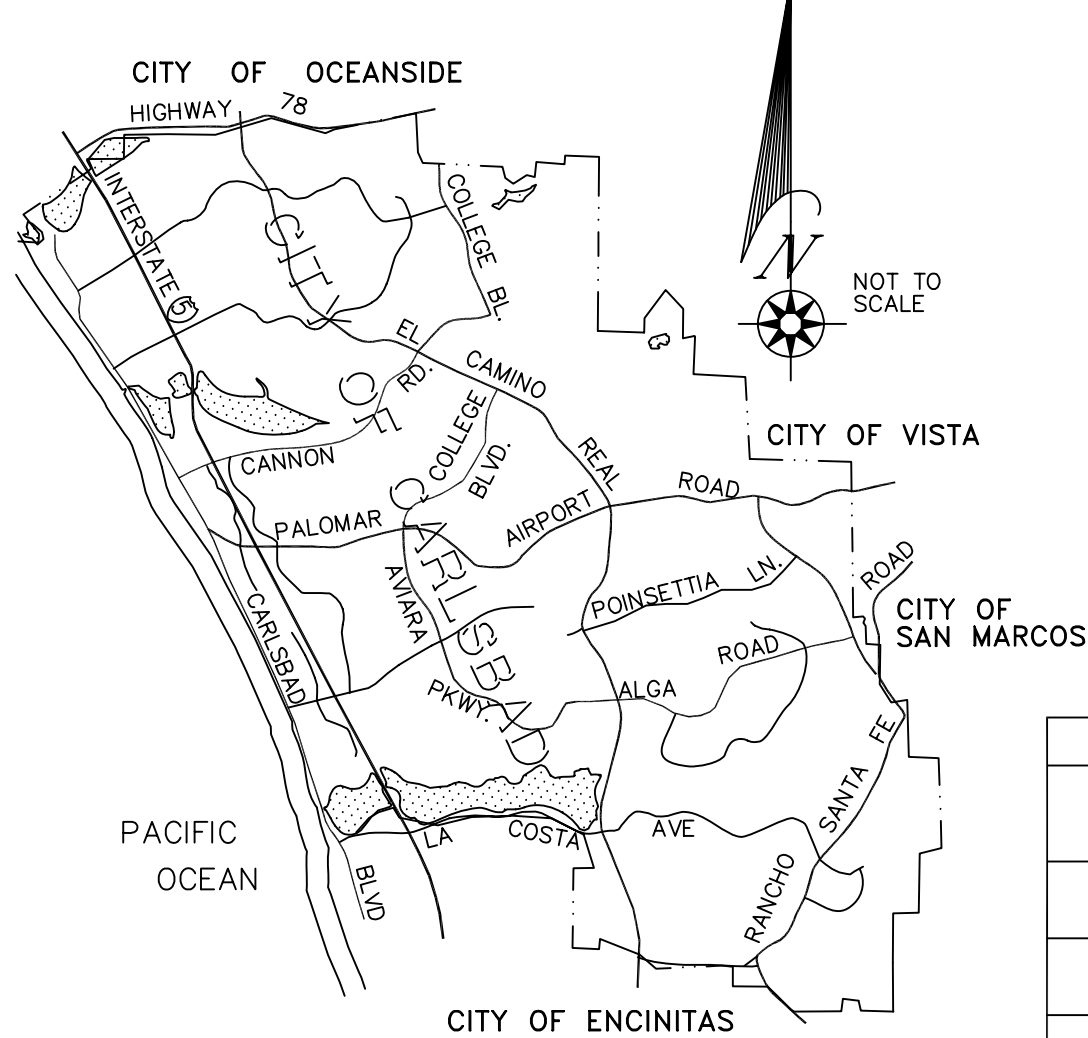 CITY OF OCEANSIDE
HIGHWAY 78
INTERSTATE 5
COLLEGE BL.
N
NOT TO
SCALE
CITY
OF
CARLSBAD
EL CAMINO REAL
CANNON RD.
COLLEGE
BLVD.
CITY OF VISTA
PALOMAR AIRPORT ROAD
AVIARA
PKWY.
POINSETTIA LN.
ROAD
CITY OF
SAN MARCOS
CARLSBAD
BLVD
ALGA ROAD
RANCHO SANTA FE
LA COSTA AVE
PACIFIC
OCEAN
CITY OF ENCINITAS